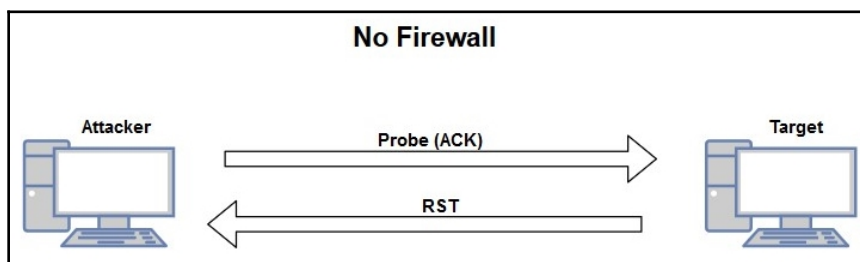 No Firewall
Attacker
Target
Probe (ACK)
RST